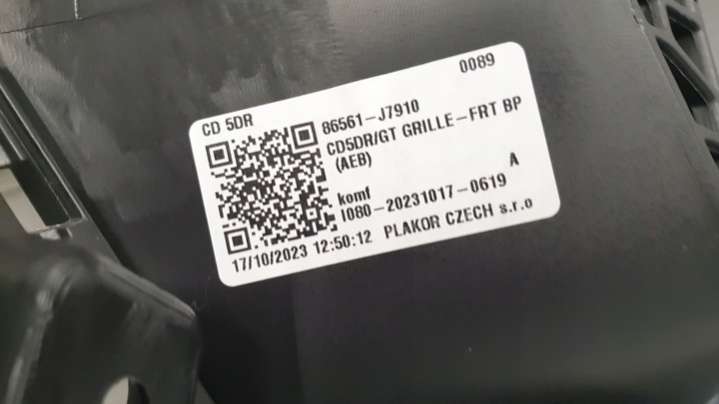 CD 5DR 0089
86561-J7910
CD5DR/GT GRILLE-FRT BP
(AEB)
A
komf
I080-20231017-0619
17/10/2023 12:50:12 PLAKOR CZECH s.r.o